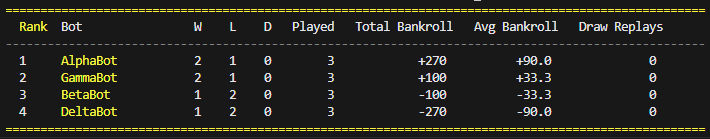 Rank Bot W L D Played Total Bankroll Avg Bankroll Draw Replays
1 AlphaBot 2 1 0 3 +270 +90.0 0
2 GammaBot 2 1 0 3 +100 +33.3 0
3 BetaBot 1 2 0 3 -100 -33.3 0
4 DeltaBot 1 2 0 3 -270 -90.0 0